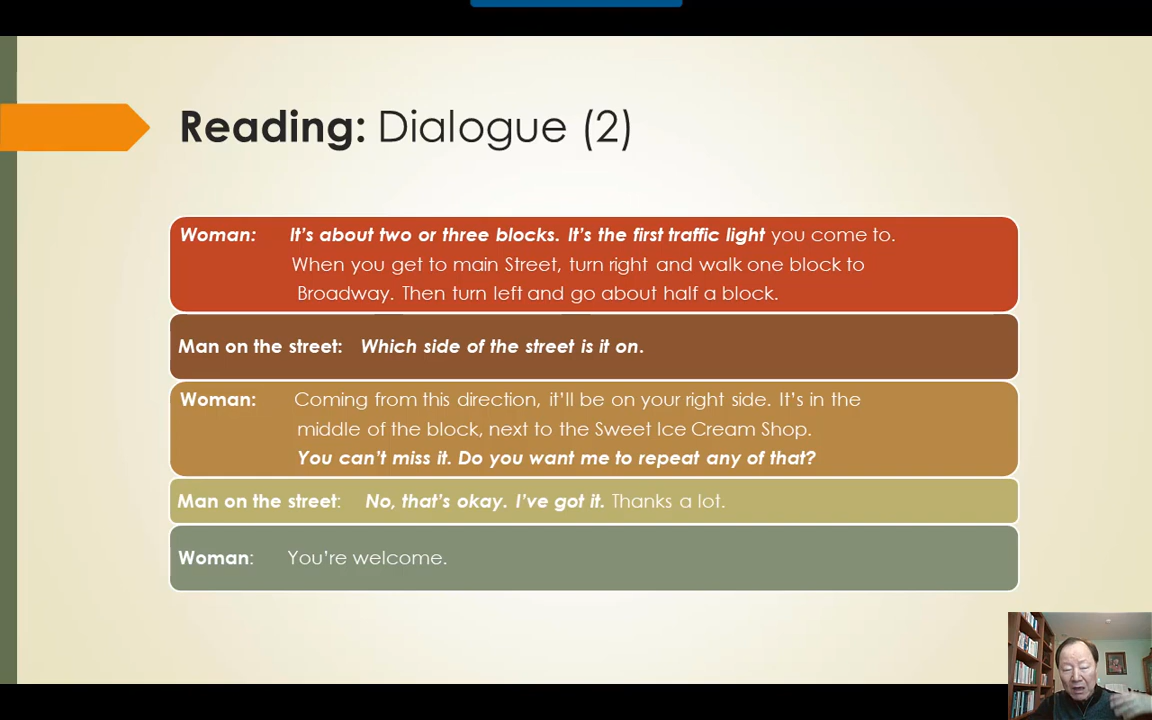 Reading: Dialogue (2)
Woman: It's about two or three blocks. It's the first traffic light you come to.
When you get to main Street, turn right and walk one block to
Broadway. Then turn left and go about half a block.
Man on the street: Which side of the street is it on.
Woman: Coming from this direction, it'll be on your right side. It's in the
middle of the block, next to the Sweet Ice Cream Shop.
You can't miss it. Do you want me to repeat any of that?
Man on the street: No, that's okay. I've got it. Thanks a lot.
Woman: You're welcome.